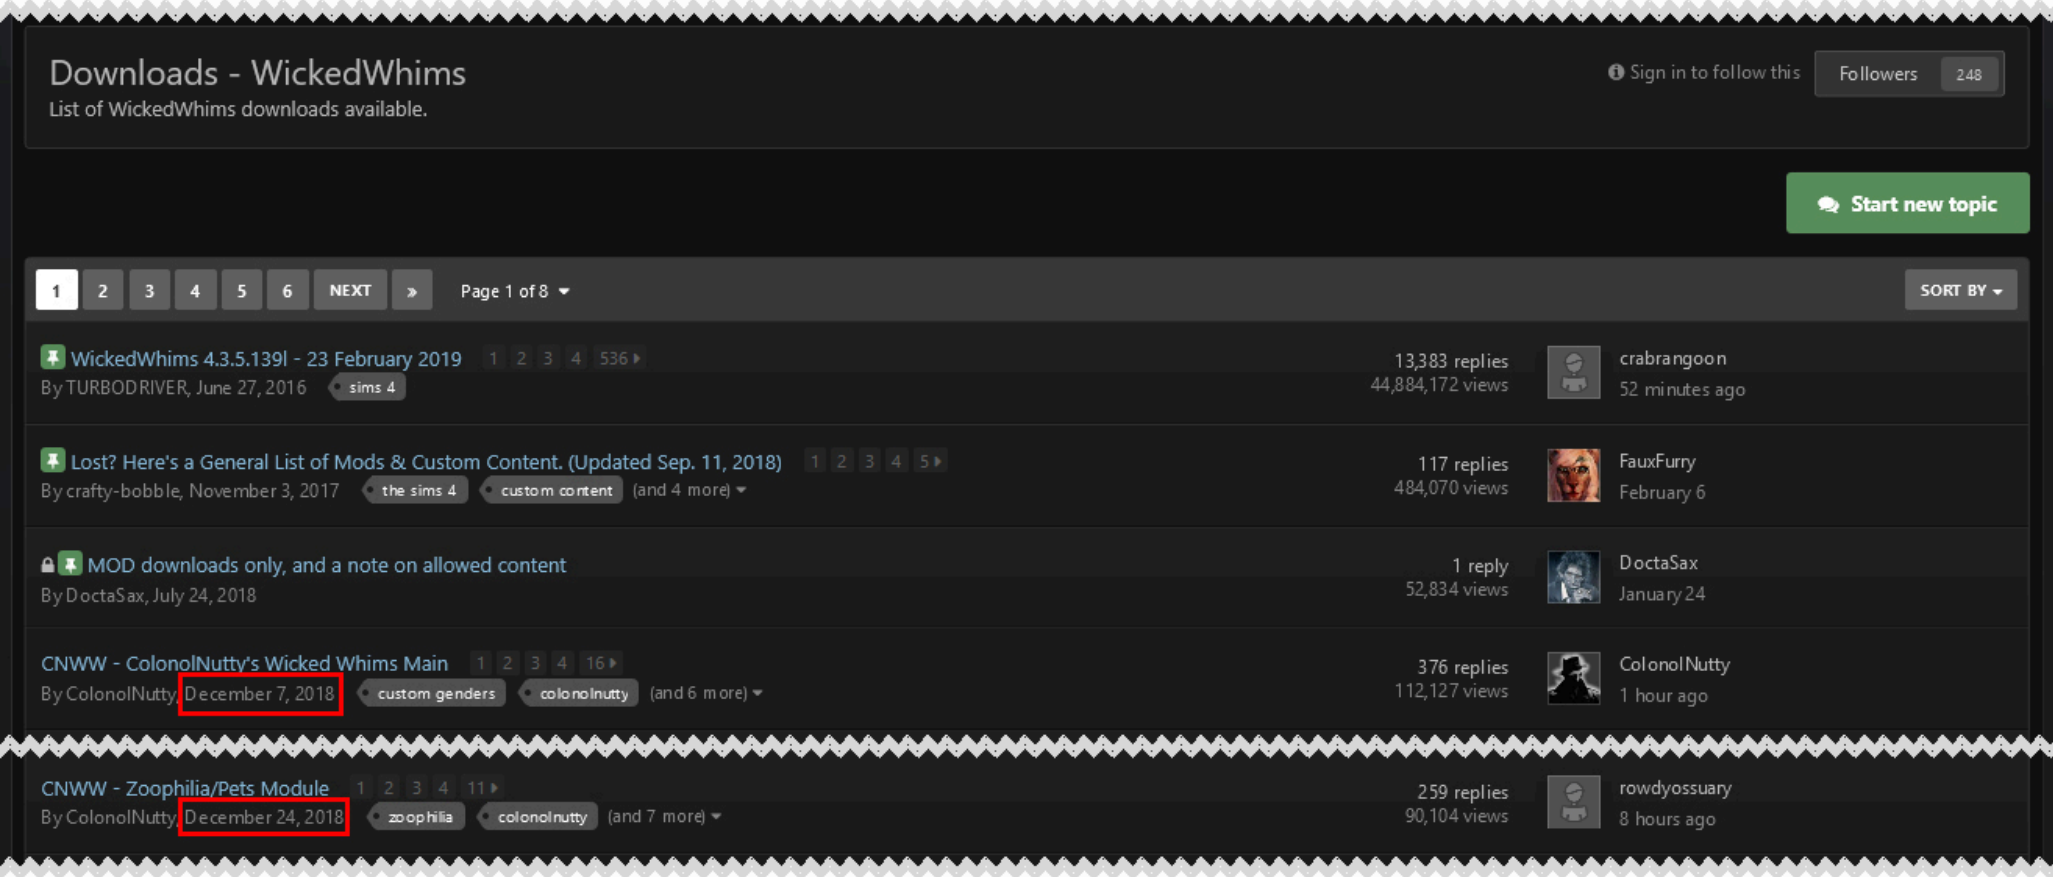 Downloads - WickedWhims
List of WickedWhims downloads available.
Sign in to follow this
Followers 248
Start new topic
1 2 3 4 5 6 NEXT » Page 1 of 8
SORT BY
WickedWhims 4.3.5.139l - 23 February 2019 1 2 3 4 536
By TURBODRIVER, June 27, 2016 sims 4
13,383 replies
44,884,172 views
crabrangoon
52 minutes ago
Lost? Here's a General List of Mods & Custom Content. (Updated Sep. 11, 2018) 1 2 3 4 5
By crafty-bobble, November 3, 2017 the sims 4 custom content (and 4 more)
117 replies
484,070 views
FauxFurry
February 6
MOD downloads only, and a note on allowed content
By DoctaSax, July 24, 2018
1 reply
52,834 views
DoctaSax
January 24
CNWW - ColonolNutty's Wicked Whims Main 1 2 3 4 16
By ColonolNutty, December 7, 2018 custom genders colonolnutty (and 6 more)
376 replies
112,127 views
ColonolNutty
1 hour ago
CNWW - Zoophilia/Pets Module 1 2 3 4 11
By ColonolNutty, December 24, 2018 zoophilia colonolnutty (and 7 more)
259 replies
90,104 views
rowdyossuary
8 hours ago